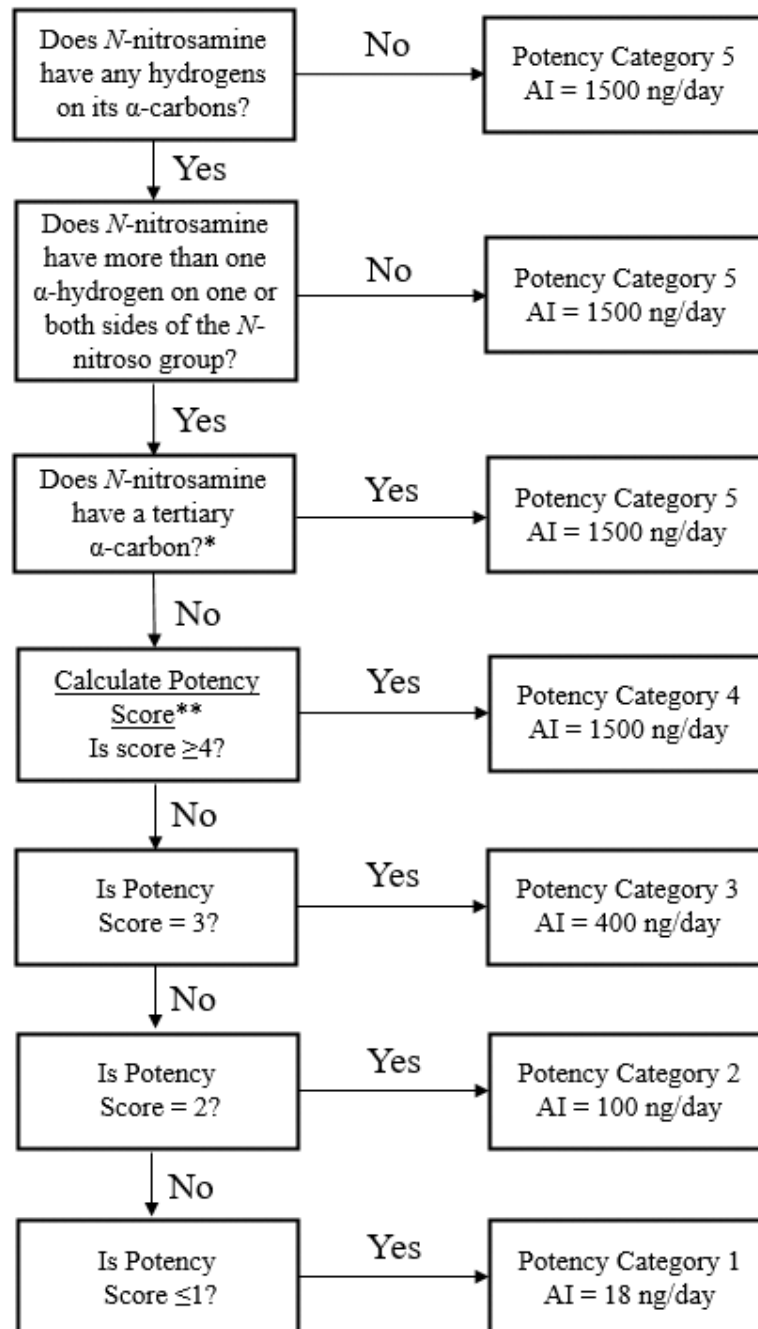 Does N-nitrosamine
have any hydrogens
on its α-carbons?
No
Potency Category 5
AI = 1500 ng/day
Yes
Does N-nitrosamine
have more than one
α-hydrogen on one or
both sides of the N-
nitroso group?
No
Potency Category 5
AI = 1500 ng/day
Yes
Does N-nitrosamine
have a tertiary
α-carbon?*
Yes
Potency Category 5
AI = 1500 ng/day
No
Calculate Potency
Score**
Is score ≥4?
Yes
Potency Category 4
AI = 1500 ng/day
No
Is Potency
Score = 3?
Yes
Potency Category 3
AI = 400 ng/day
No
Is Potency
Score = 2?
Yes
Potency Category 2
AI = 100 ng/day
No
Is Potency
Score ≤1?
Yes
Potency Category 1
AI = 18 ng/day